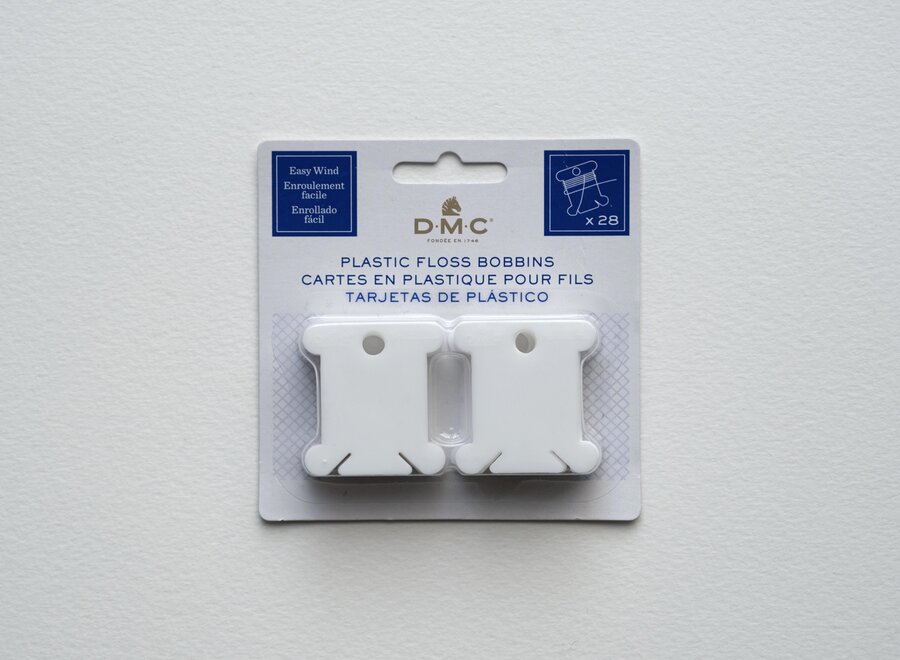 Easy Wind
Enroulement
facile
Enrollado
fácil
x 28
D·M·C®
FONDÉE EN 1746
PLASTIC FLOSS BOBBINS
CARTES EN PLASTIQUE POUR FILS
TARJETAS DE PLÁSTICO